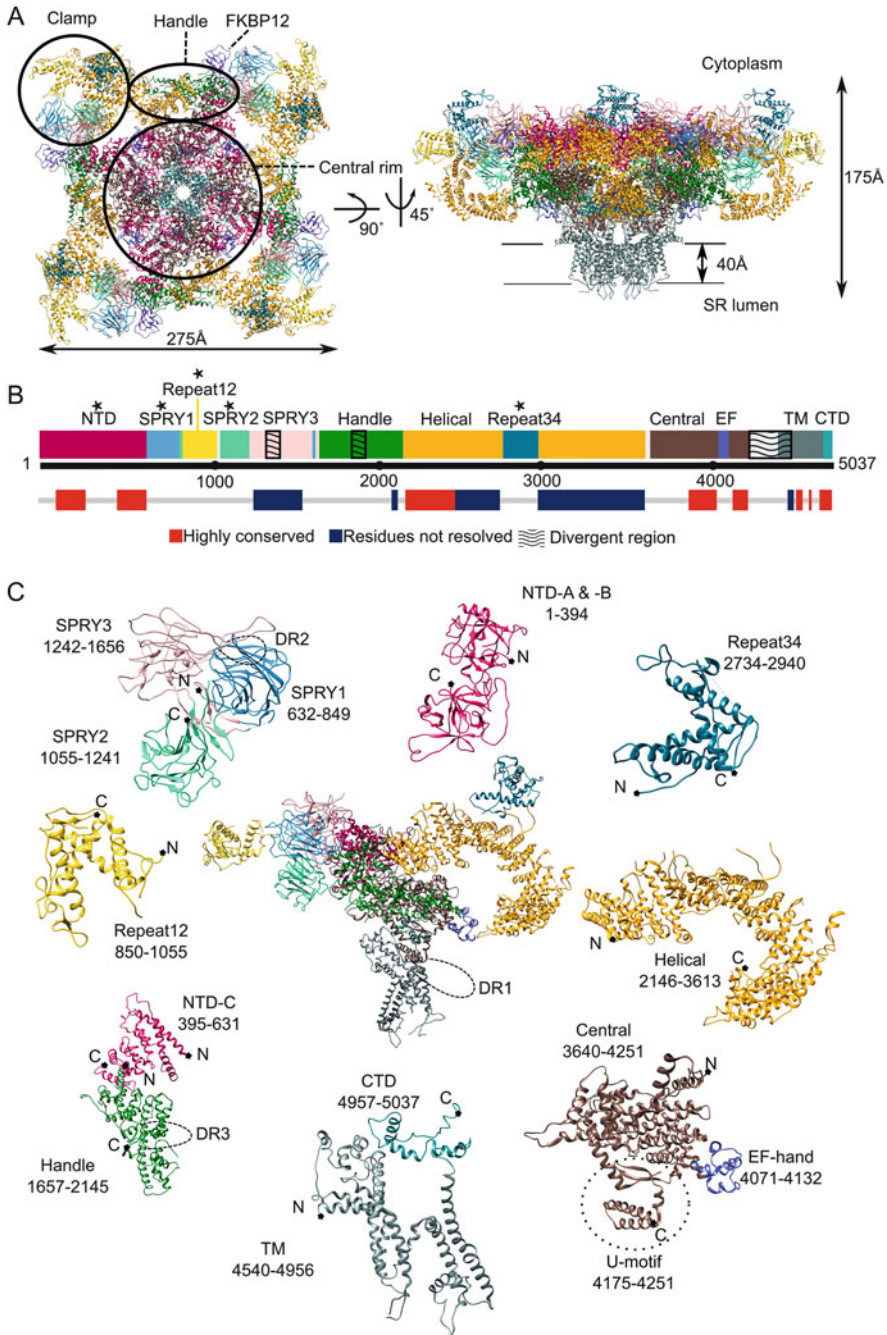 A
Clamp
Handle
FKBP12
Cytoplasm
Central rim
90°
45°
175Å
40Å
SR lumen
275Å
B
Repeat12
NTD
SPRY1
SPRY2
SPRY3
Handle
Helical
Repeat34
Central
EF
TM
CTD
1
5037
1000
2000
3000
4000
Highly conserved
Residues not resolved
Divergent region
C
SPRY3
1242-1656
DR2
N
C
SPRY1
632-849
SPRY2
1055-1241
NTD-A & -B
1-394
N
C
Repeat34
2734-2940
N
C
C
N
Repeat12
850-1055
DR1
N
C
Helical
2146-3613
NTD-C
395-631
N
C
N
C
DR3
Handle
1657-2145
CTD
4957-5037
C
N
TM
4540-4956
Central
3640-4251
N
EF-hand
4071-4132
C
U-motif
4175-4251